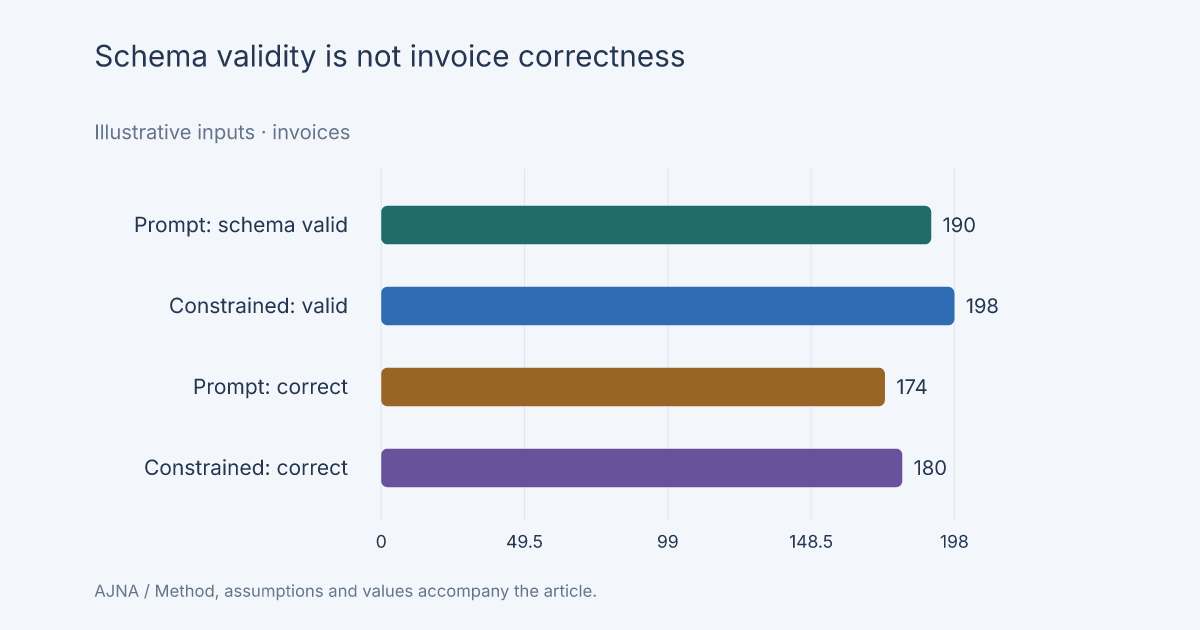 Schema validity is not invoice correctness
Illustrative inputs · invoices
Prompt: schema valid 190
Constrained: valid 198
Prompt: correct 174
Constrained: correct 180
0 49.5 99 148.5 198
AJNA / Method, assumptions and values accompany the article.